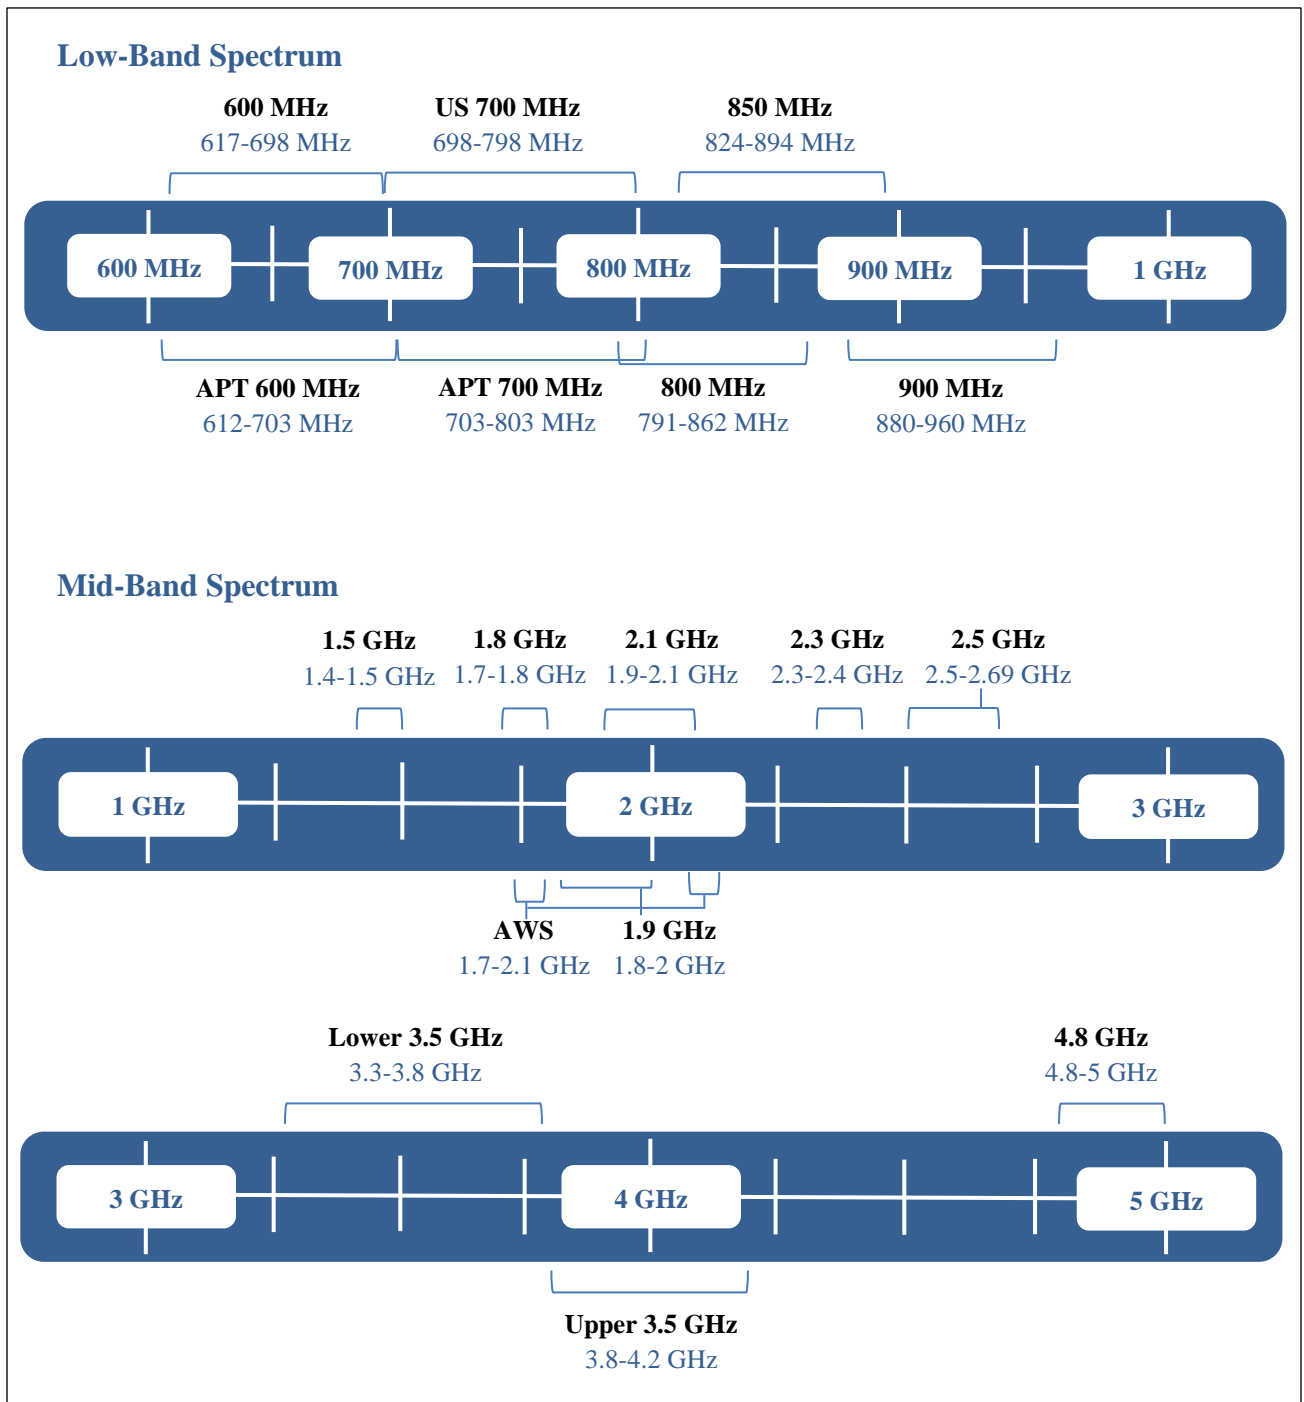 Low-Band Spectrum
600 MHz US 700 MHz 850 MHz
617-698 MHz 698-798 MHz 824-894 MHz
600 MHz 700 MHz 800 MHz 900 MHz 1 GHz
APT 600 MHz APT 700 MHz 800 MHz 900 MHz
612-703 MHz 703-803 MHz 791-862 MHz 880-960 MHz
Mid-Band Spectrum
1.5 GHz 1.8 GHz 2.1 GHz 2.3 GHz 2.5 GHz
1.4-1.5 GHz 1.7-1.8 GHz 1.9-2.1 GHz 2.3-2.4 GHz 2.5-2.69 GHz
1 GHz 2 GHz 3 GHz
AWS 1.9 GHz
1.7-2.1 GHz 1.8-2 GHz
Lower 3.5 GHz 4.8 GHz
3.3-3.8 GHz 4.8-5 GHz
3 GHz 4 GHz 5 GHz
Upper 3.5 GHz
3.8-4.2 GHz